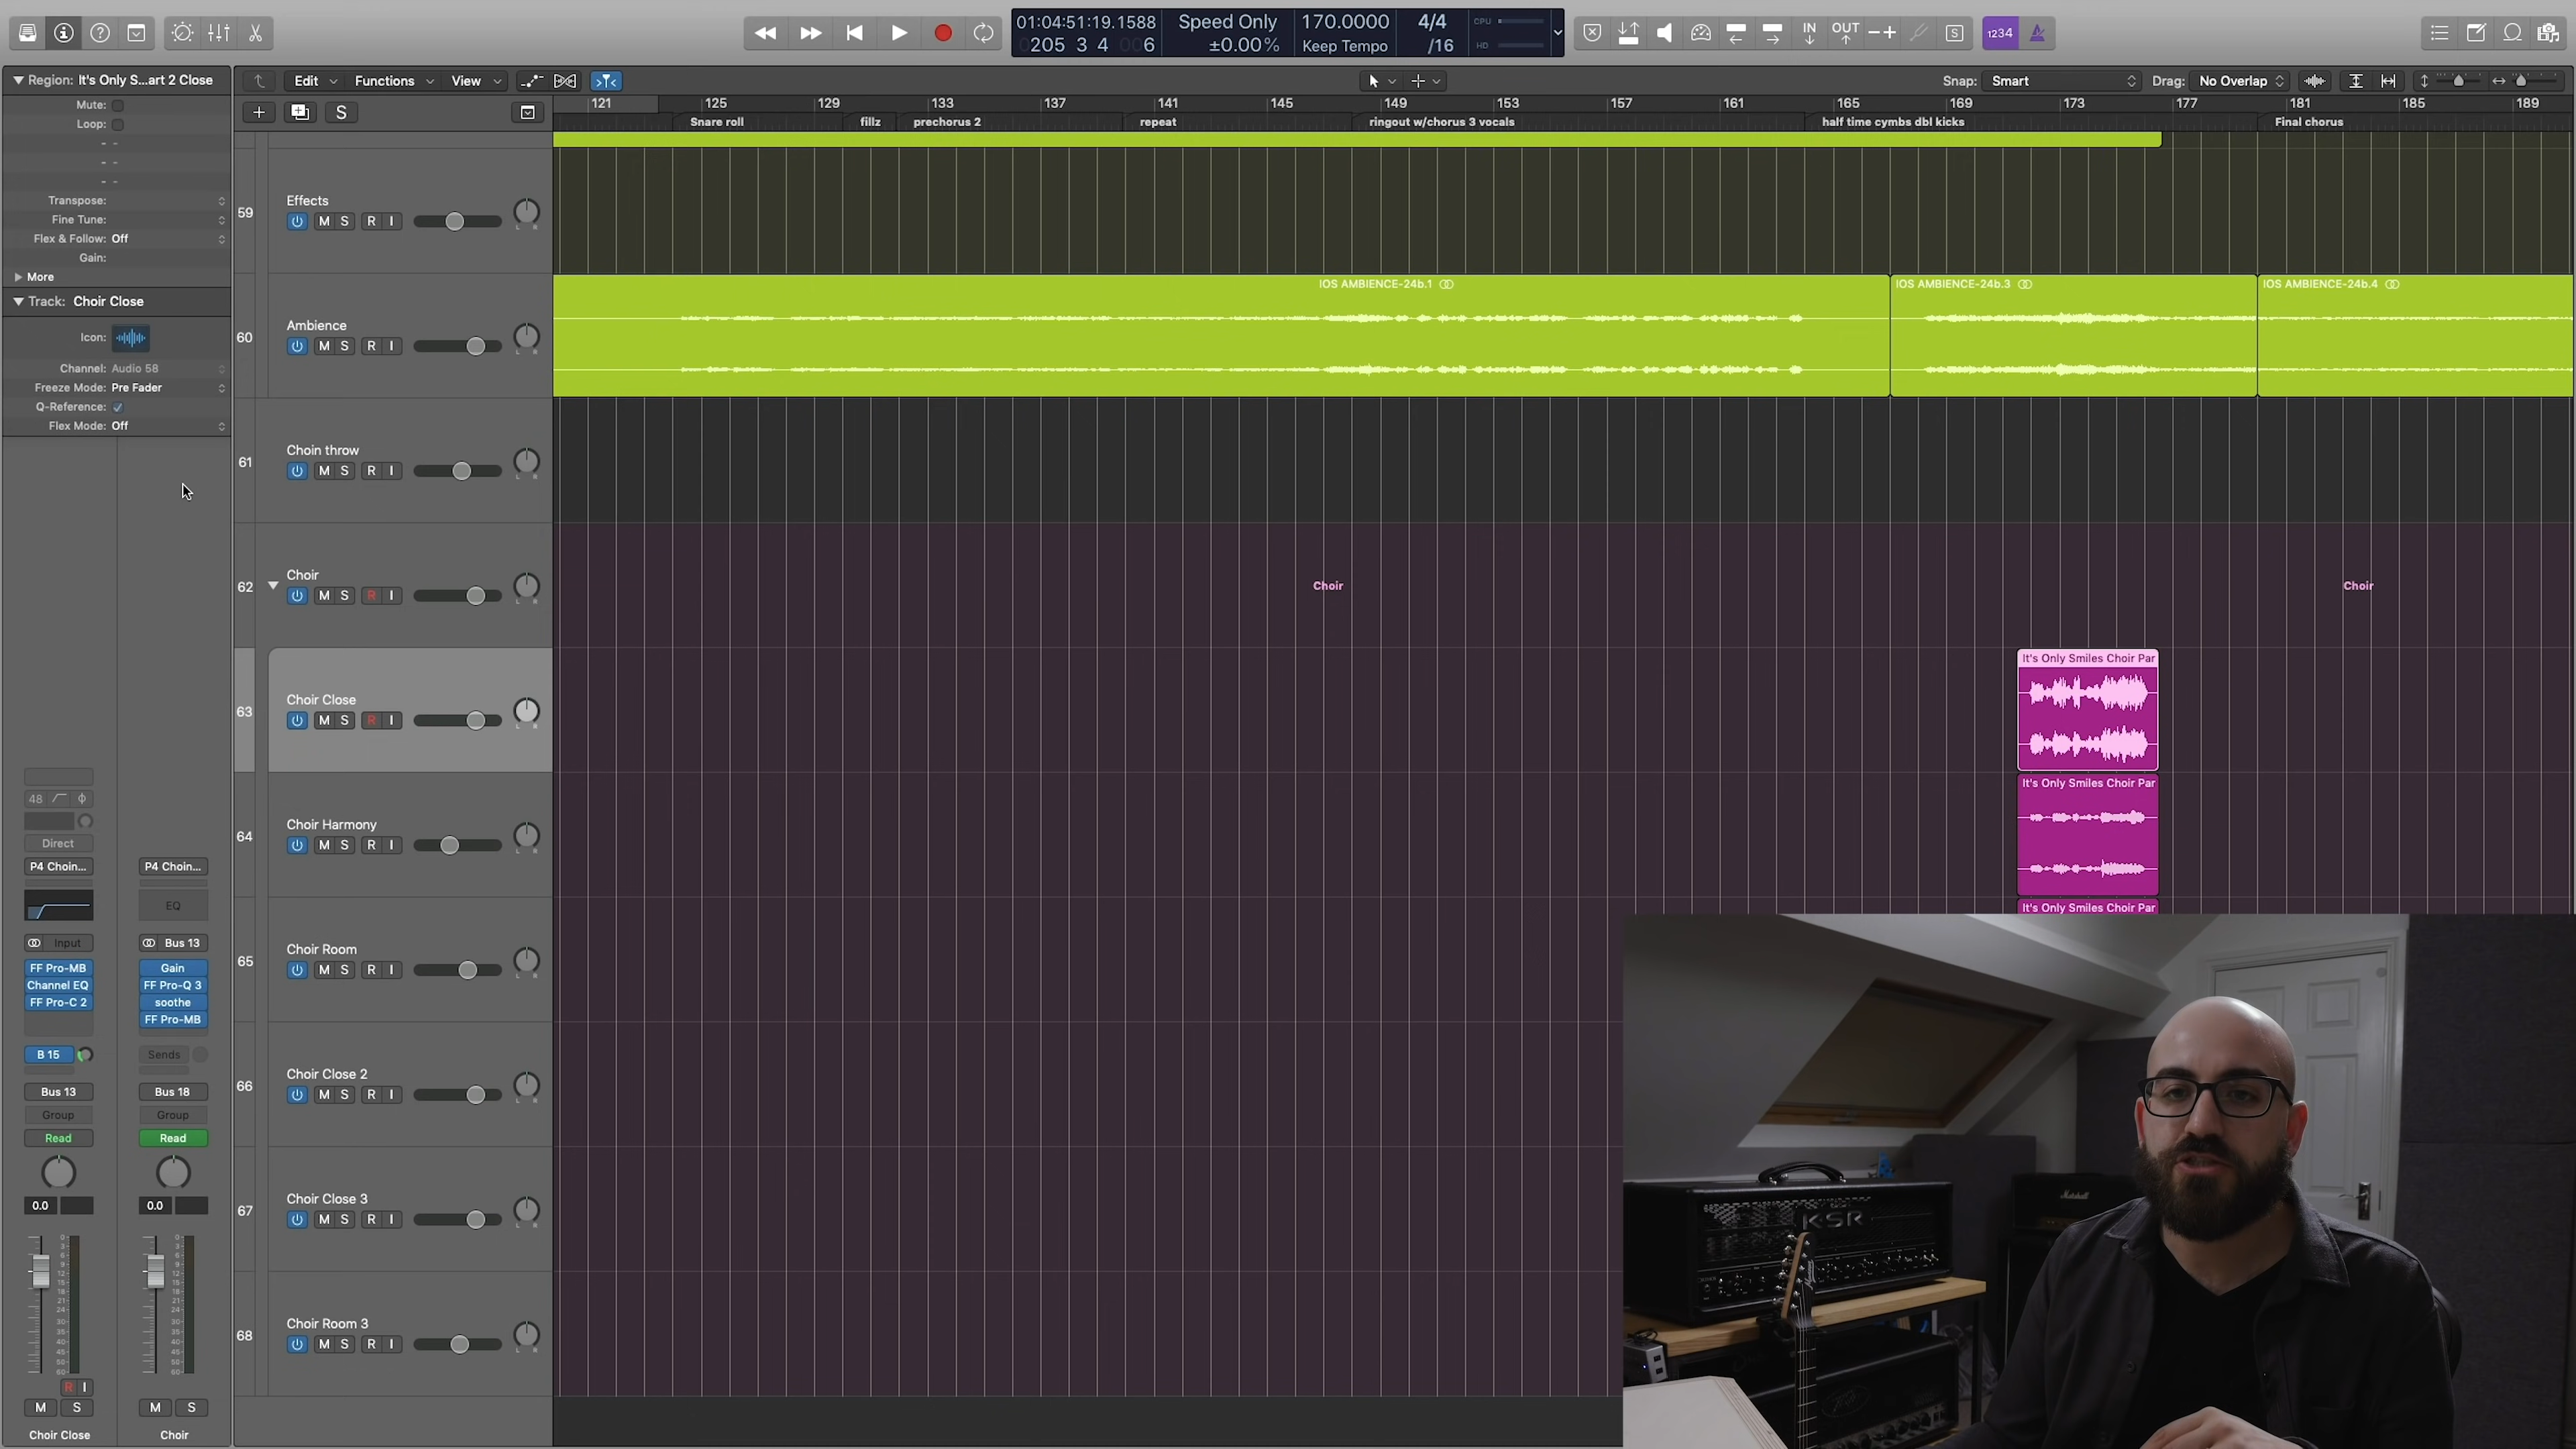 01:04:51:19.1588
205 3 4 006
Speed Only
±0.00%
170.0000
Keep Tempo
4/4
/16
CPU
HD
IN
OUT
S
1234
Region: It's Only S...art 2 Close
Mute:
Loop:
Transpose:
Fine Tune:
Flex & Follow: Off
Gain:
More
Track: Choir Close
Icon:
Channel: Audio 58
Freeze Mode: Pre Fader
Q-Reference:
Flex Mode: Off
Edit Functions View
Snap: Smart
Drag: No Overlap
S
121 125 129 133 137 141 145 149 153 157 161 165 169 173 177 181 185 189
Snare roll fillz prechorus 2 repeat ringout w/chorus 3 vocals half time cymbs dbl kicks Final chorus
59
Effects
M S R I
60
Ambience
M S R I
IOS AMBIENCE-24b.1
IOS AMBIENCE-24b.3
IOS AMBIENCE-24b.4
61
Choin throw
M S R I
62
Choir
M S R I
Choir
Choir
63
Choir Close
M S R I
It's Only Smiles Choir Par
64
Choir Harmony
M S R I
It's Only Smiles Choir Par
65
Choir Room
M S R I
It's Only Smiles Choir Par
66
Choir Close 2
M S R I
67
Choir Close 3
M S R I
68
Choir Room 3
M S R I
48
Direct
P4 Choin... P4 Choin...
EQ
Input Bus 13
FF Pro-MB Gain
Channel EQ FF Pro-Q 3
FF Pro-C 2 soothe
FF Pro-MB
B 15 Sends
Bus 13 Bus 18
Group Group
Read Read
0.0 0.0
R I
M S M S
Choir Close Choir
KSR
Marshall